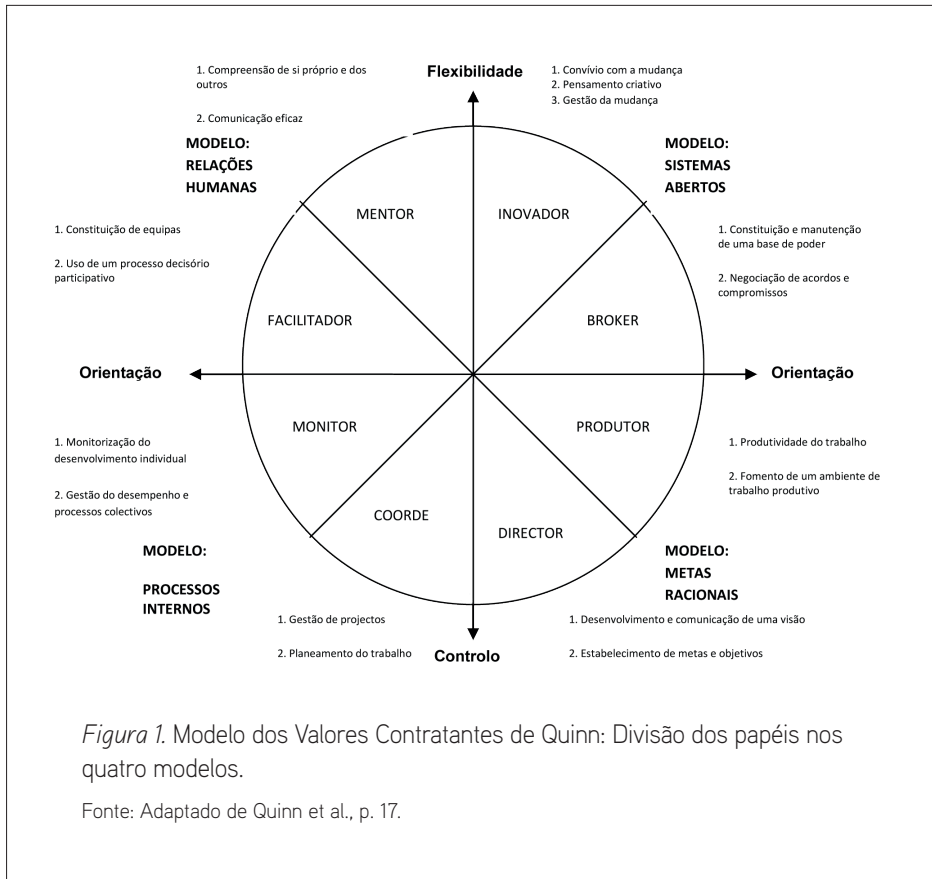 1. Compreensão de si próprio e dos
outros
2. Comunicação eficaz
Flexibilidade
1. Convívio com a mudança
2. Pensamento criativo
3. Gestão da mudança
MODELO:
RELAÇÕES
HUMANAS
MODELO:
SISTEMAS
ABERTOS
MENTOR
INOVADOR
1. Constituição de equipas
2. Uso de um processo decisório
participativo
1. Constituição e manutenção
de uma base de poder
2. Negociação de acordos e
compromissos
FACILITADOR
BROKER
Orientação
Orientação
MONITOR
PRODUTOR
1. Monitorização do
desenvolvimento individual
2. Gestão do desempenho e
processos colectivos
1. Produtividade do trabalho
2. Fomento de um ambiente de
trabalho produtivo
COORDE
DIRECTOR
MODELO:
PROCESSOS
INTERNOS
MODELO:
METAS
RACIONAIS
1. Gestão de projectos
2. Planeamento do trabalho
Controlo
1. Desenvolvimento e comunicação de uma visão
2. Estabelecimento de metas e objetivos
Figura 1. Modelo dos Valores Contratantes de Quinn: Divisão dos papéis nos
quatro modelos.
Fonte: Adaptado de Quinn et al., p. 17.